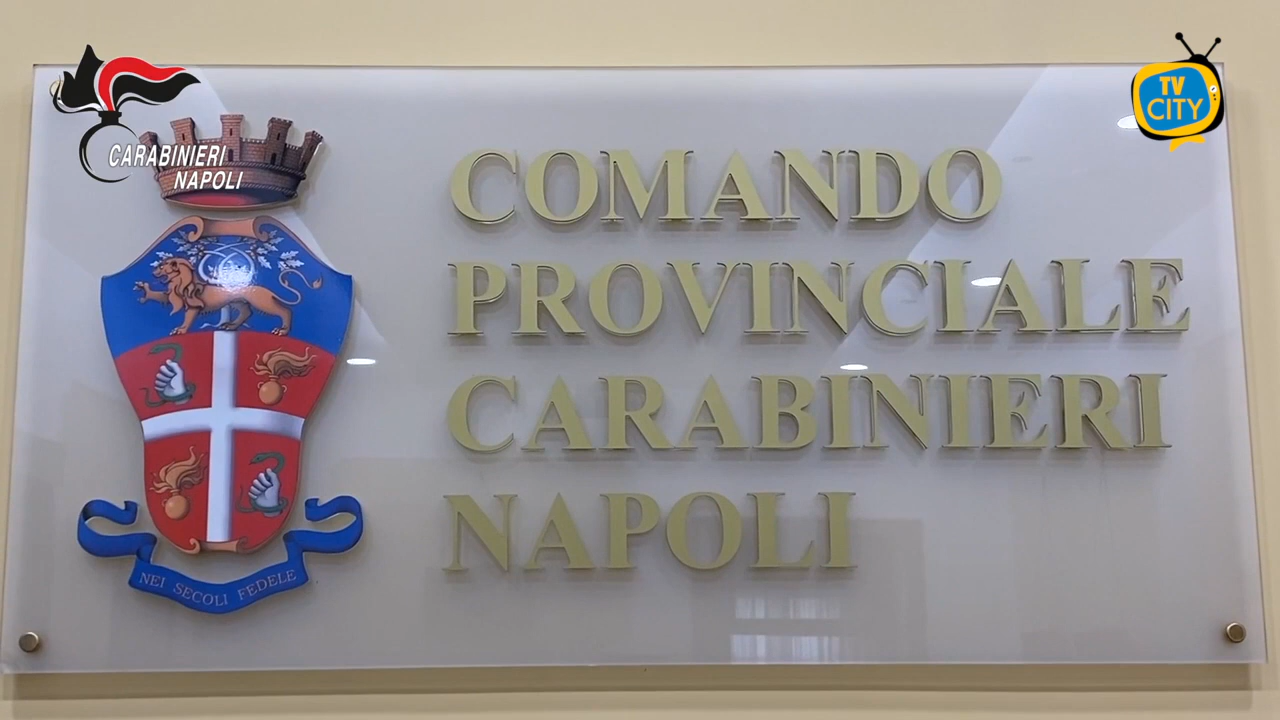 CARABINIERI
NAPOLI
TV
CITY
COMANDO
PROVINCIALE
CARABINIERI
NAPOLI
NEI SECOLI FEDELE